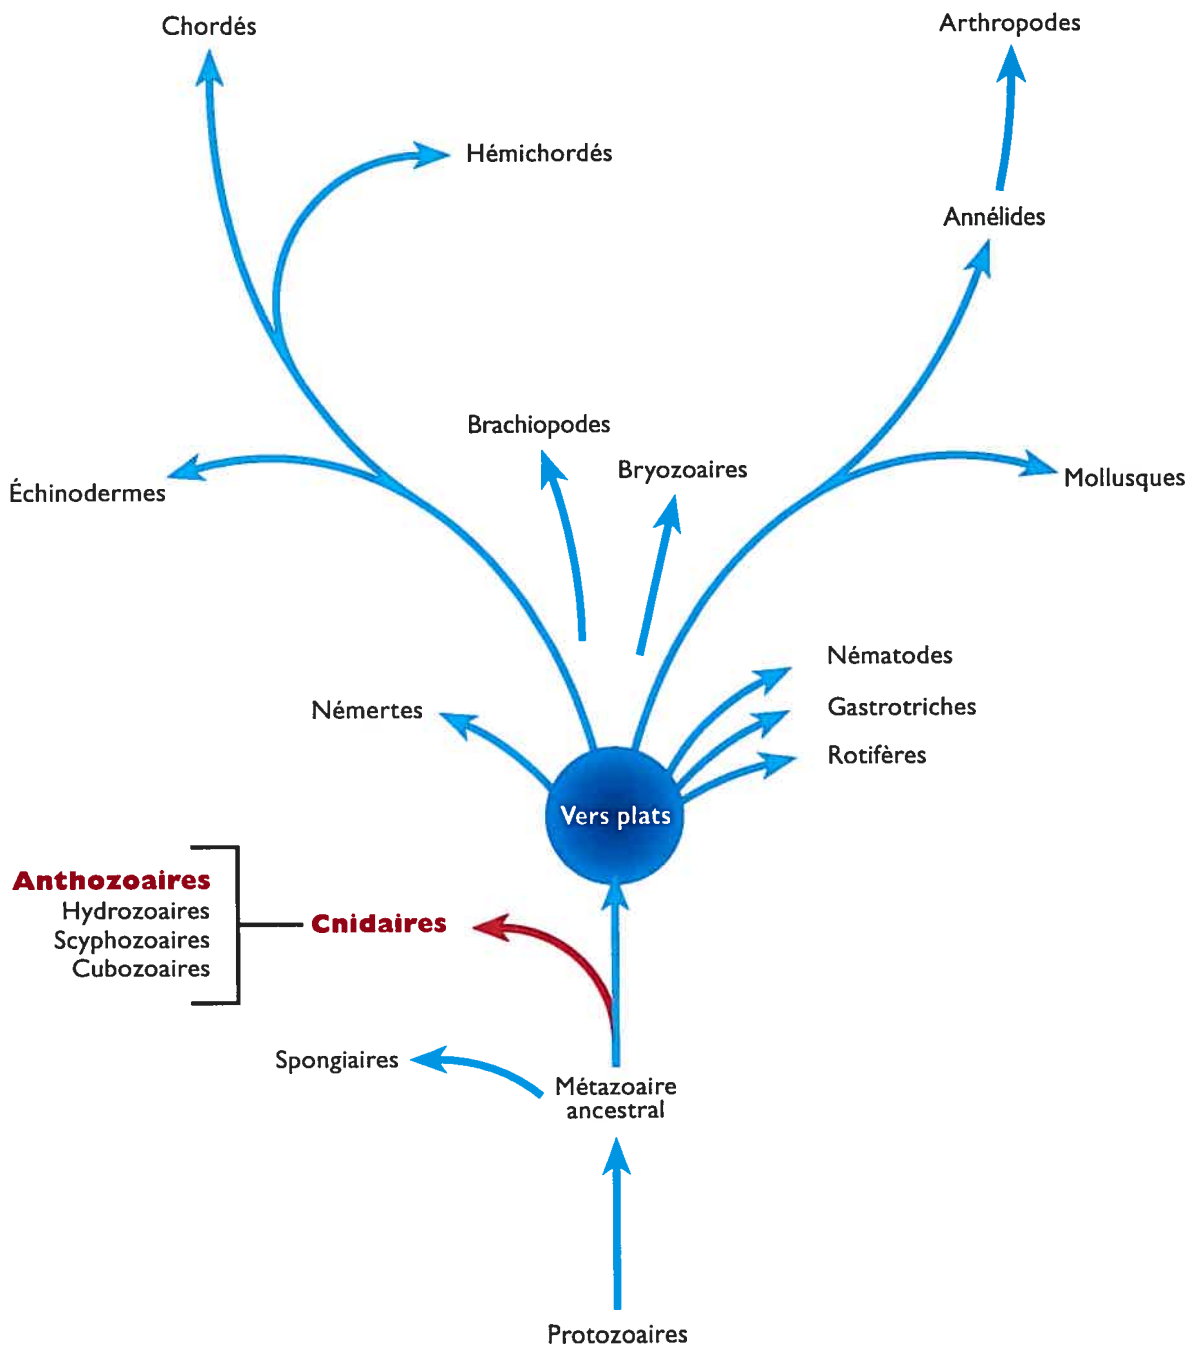 Chordés
Arthropodes
Hémichordés
Annélides
Brachiopodes
Bryozoaires
Échinodermes
Mollusques
Nématodes
Némertes
Gastrotriches
Rotifères
Vers plats
Anthozoaires
Hydrozoaires
Scyphozoaires
Cubozoaires
Cnidaires
Spongiaires
Métazoaire
ancestral
Protozoaires